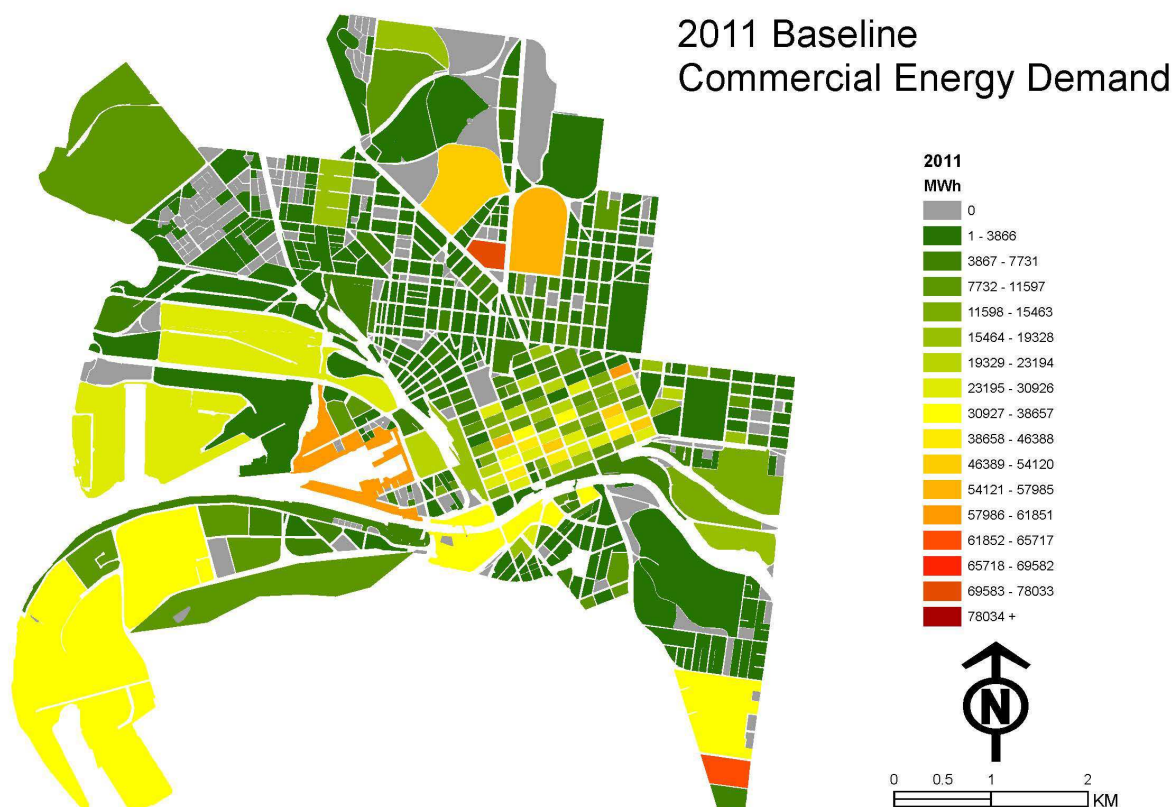 2011 Baseline
Commercial Energy Demand
2011
MWh
0
1 - 3866
3867 - 7731
7732 - 11597
11598 - 15463
15464 - 19328
19329 - 23194
23195 - 30926
30927 - 38657
38658 - 46388
46389 - 54120
54121 - 57985
57986 - 61851
61852 - 65717
65718 - 69582
69583 - 78033
78034 +
N
0 0.5 1 2
KM